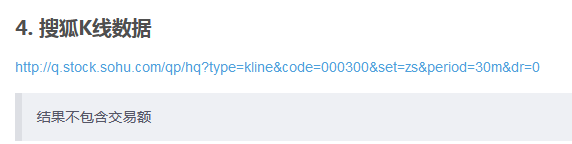 4. 搜狐K线数据
http://q.stock.sohu.com/qp/hq?type=kline&code=000300&set=zs&period=30m&dr=0
结果不包含交易额